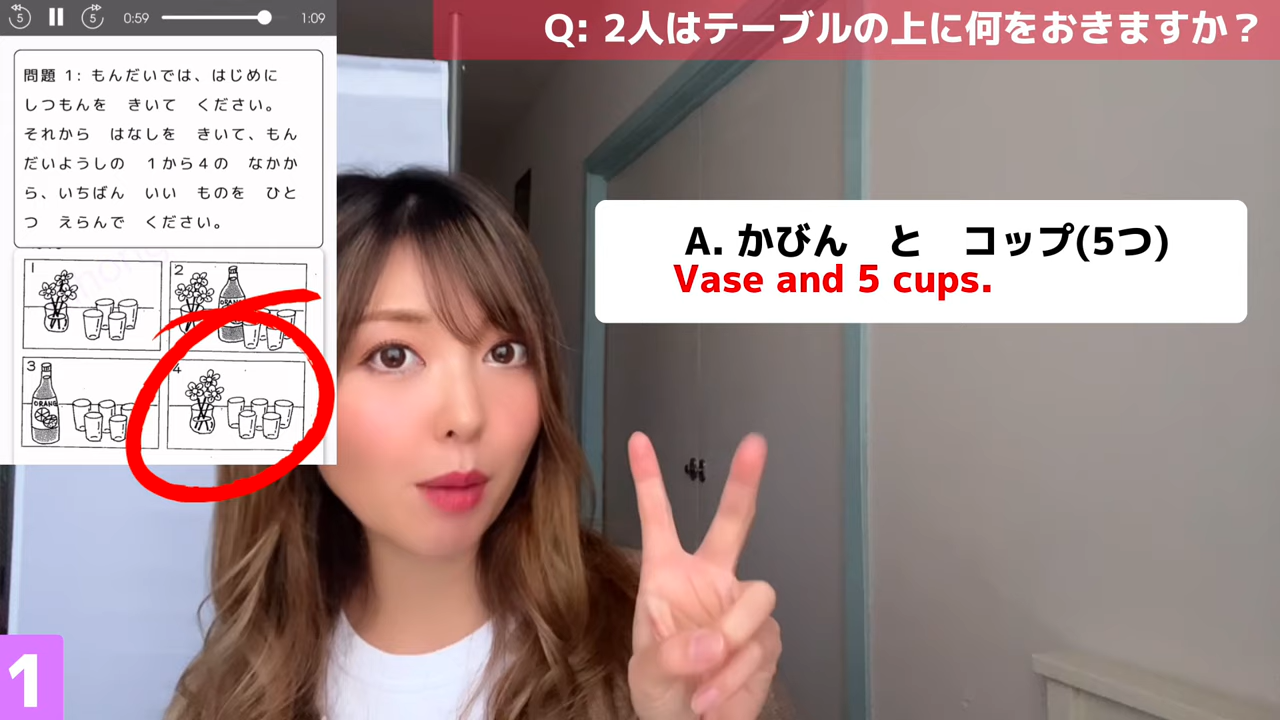 5
5
0:59
1:09
Q: 2人はテーブルの上に何をおきますか？
問題 1: もんだいでは、はじめに
しつもんを きいて ください。
それから はなしを きいて、もん
だいようしの 1から4の なかか
ら、いちばん いい ものを ひと
つ えらんで ください。
1
2
ORANG
3
ORANG
4
A. かびん と コップ(5つ)
Vase and 5 cups.
1